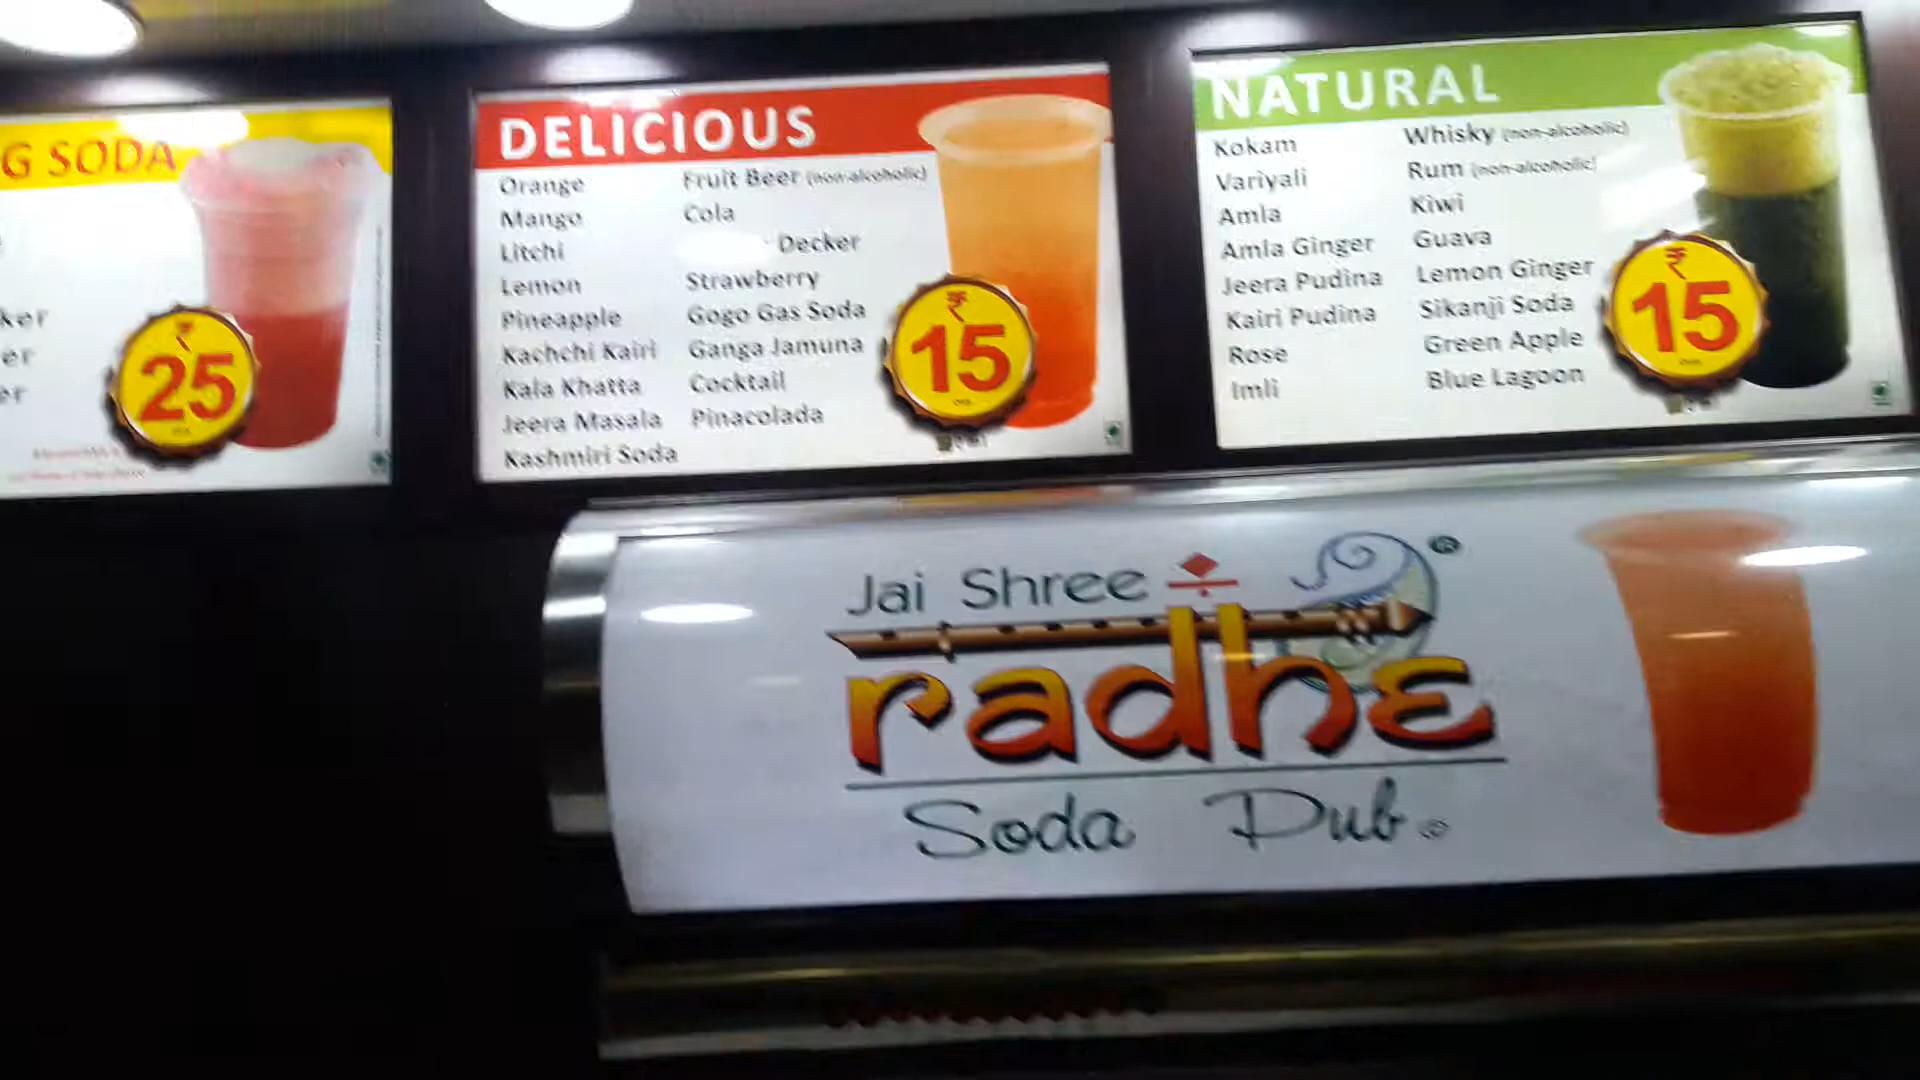 G SODA
ker
er
er
₹
25
DELICIOUS
Orange
Mango
Litchi
Lemon
Pineapple
Kachchi Kairi
Kala Khatta
Jeera Masala
Kashmiri Soda
Fruit Beer (non-alcoholic)
Cola
Decker
Strawberry
Gogo Gas Soda
Ganga Jamuna
Cocktail
Pinacolada
₹
15
NATURAL
Kokam
Variyali
Amla
Amla Ginger
Jeera Pudina
Kairi Pudina
Rose
Imli
Whisky (non-alcoholic)
Rum (non-alcoholic)
Kiwi
Guava
Lemon Ginger
Sikanji Soda
Green Apple
Blue Lagoon
₹
15
Jai Shree
®
radhe
Soda Pub